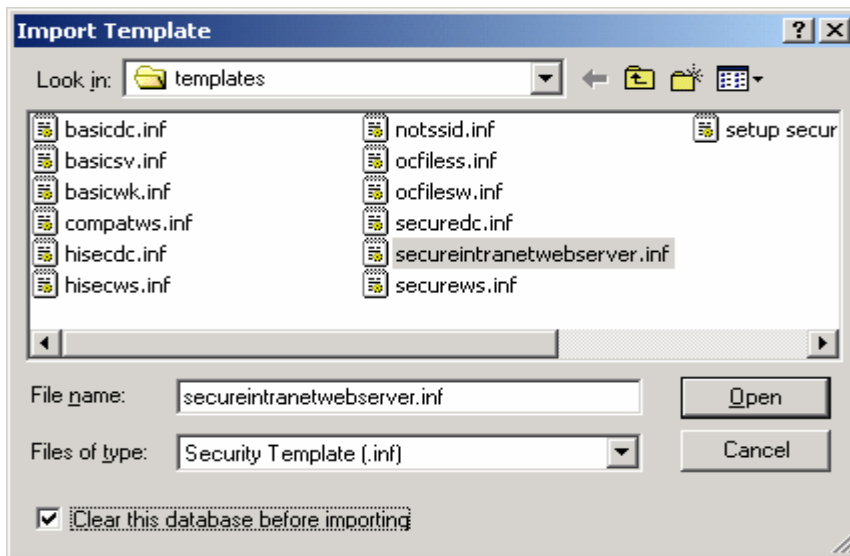 Import Template
Look in: templates
basicdc.inf
basicsv.inf
basicwk.inf
compatws.inf
hisecdc.inf
hisecws.inf
notssid.inf
ocfiless.inf
ocfilesw.inf
securedc.inf
secureintranetwebserver.inf
securews.inf
setup secur
File name: secureintranetwebserver.inf
Open
Files of type: Security Template (.inf)
Cancel
Clear this database before importing